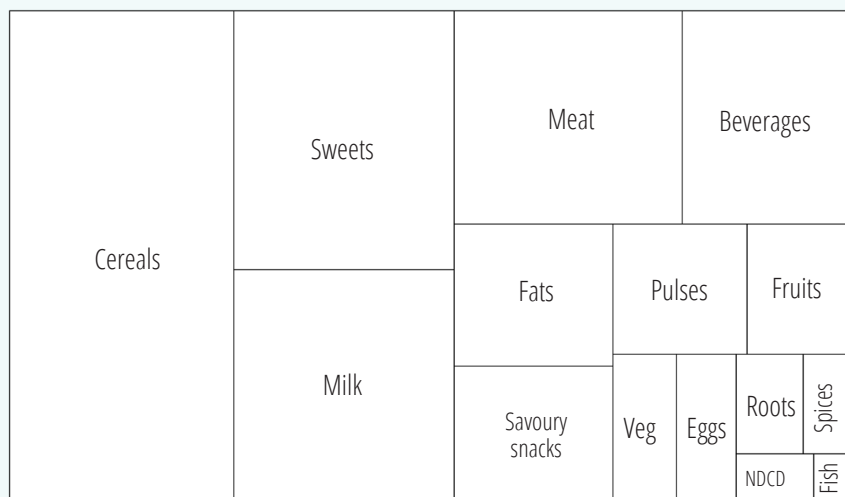 Cereals
Sweets
Milk
Meat
Beverages
Fats
Pulses
Fruits
Savoury
snacks
Veg
Eggs
Roots
Spices
NDCD
Fish